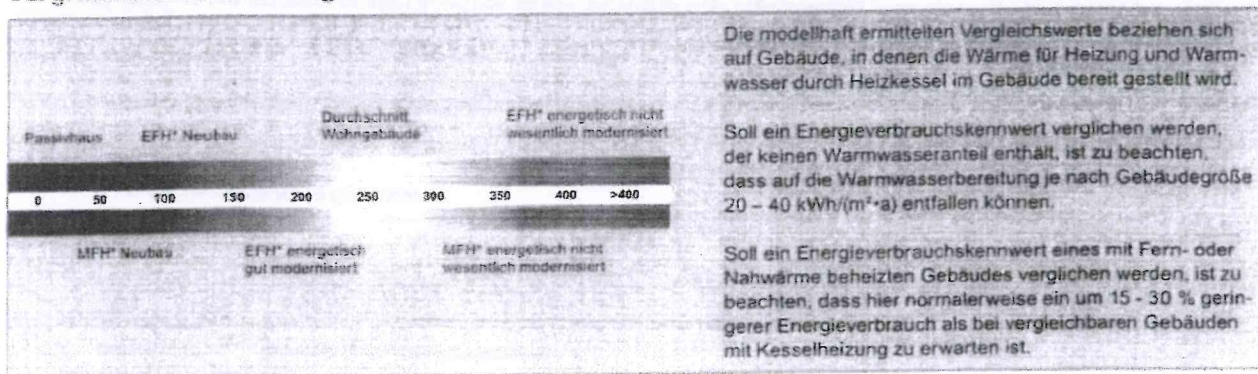 Passivhaus
EFH* Neubau
Durchschnitt
Wohngebäude
EFH* energetisch nicht
wesentlich modernisiert
0 50 100 150 200 250 300 350 400 >400
MFH* Neubau
EFH* energetisch
gut modernisiert
MFH* energetisch nicht
wesentlich modernisiert
Die modellhaft ermittelten Vergleichswerte beziehen sich
auf Gebäude, in denen die Wärme für Heizung und Warm-
wasser durch Heizkessel im Gebäude bereit gestellt wird.
Soll ein Energieverbrauchskennwert verglichen werden,
der keinen Warmwasseranteil enthält, ist zu beachten,
dass auf die Warmwasserbereitung je nach Gebäudegröße
20 – 40 kWh/(m²·a) entfallen können.
Soll ein Energieverbrauchskennwert eines mit Fern- oder
Nahwärme beheizten Gebäudes verglichen werden, ist zu
beachten, dass hier normalerweise ein um 15 - 30 % gerin-
gerer Energieverbrauch als bei vergleichbaren Gebäuden
mit Kesselheizung zu erwarten ist.